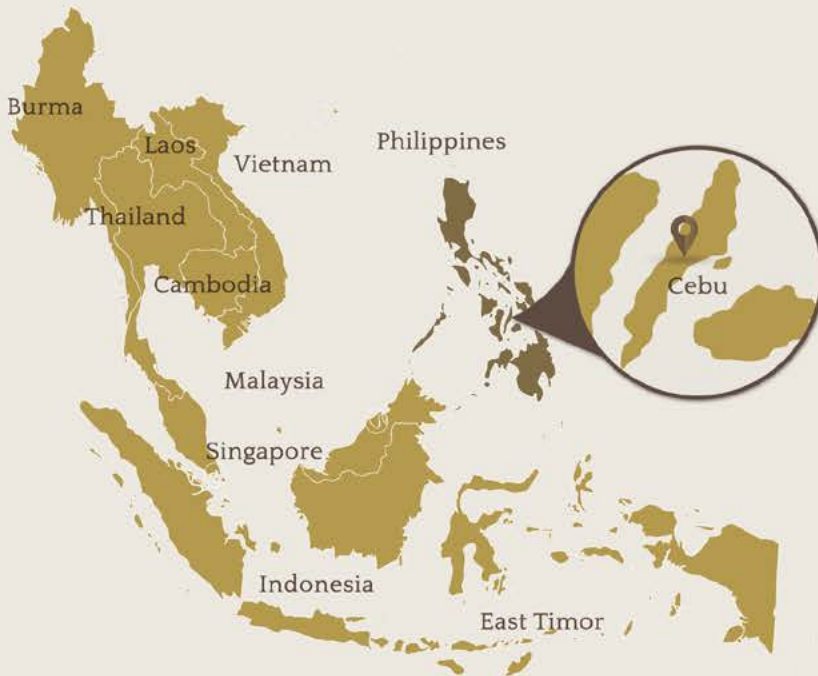 Burma
Laos
Vietnam
Philippines
Thailand
Cambodia
Cebu
Malaysia
Singapore
Indonesia
East Timor